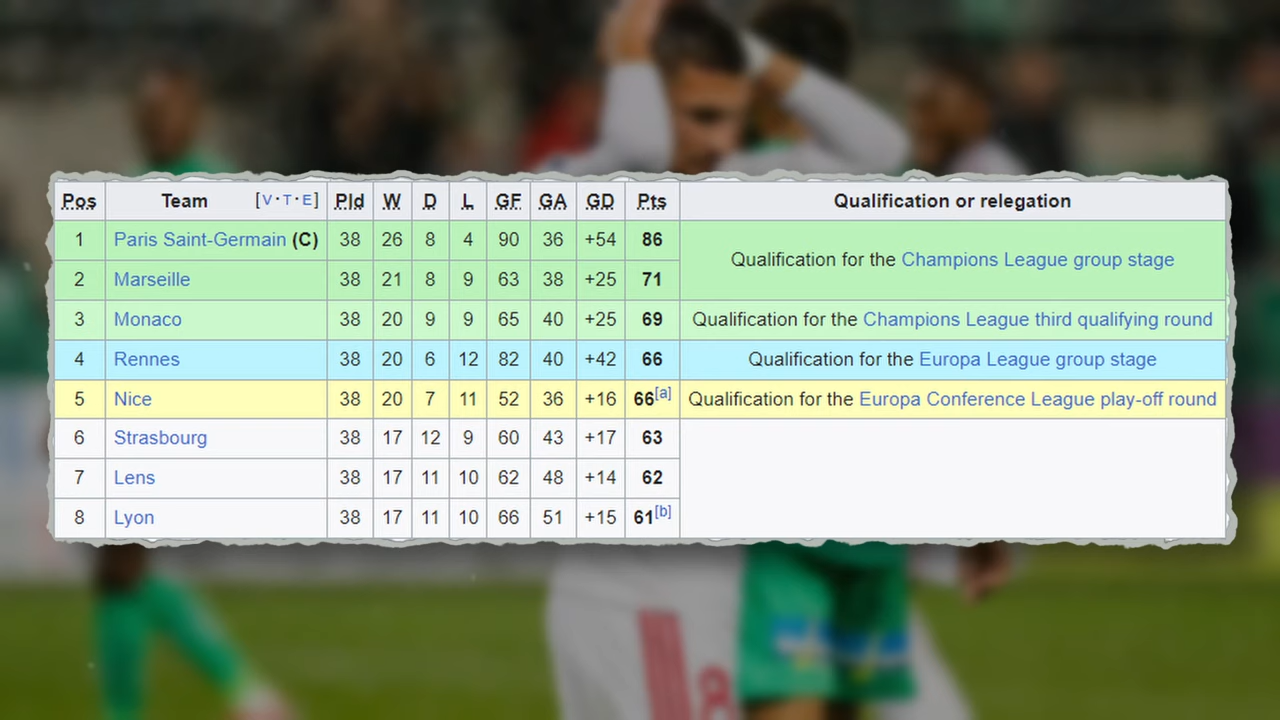 Pos Team [V·T·E] Pld W D L GF GA GD Pts Qualification or relegation
1 Paris Saint-Germain (C) 38 26 8 4 90 36 +54 86 Qualification for the Champions League group stage
2 Marseille 38 21 8 9 63 38 +25 71
3 Monaco 38 20 9 9 65 40 +25 69 Qualification for the Champions League third qualifying round
4 Rennes 38 20 6 12 82 40 +42 66 Qualification for the Europa League group stage
5 Nice 38 20 7 11 52 36 +16 66[a] Qualification for the Europa Conference League play-off round
6 Strasbourg 38 17 12 9 60 43 +17 63
7 Lens 38 17 11 10 62 48 +14 62
8 Lyon 38 17 11 10 66 51 +15 61[b]
8